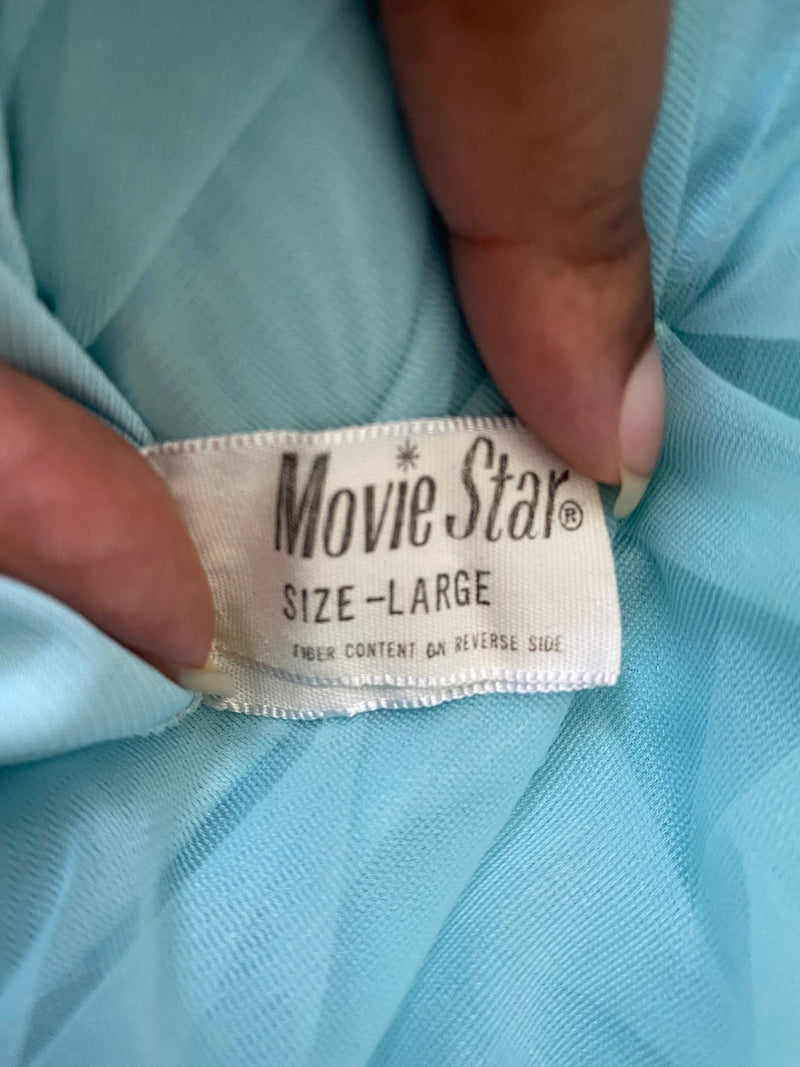 Movie Star®
SIZE-LARGE
FIBER CONTENT ON REVERSE SIDE